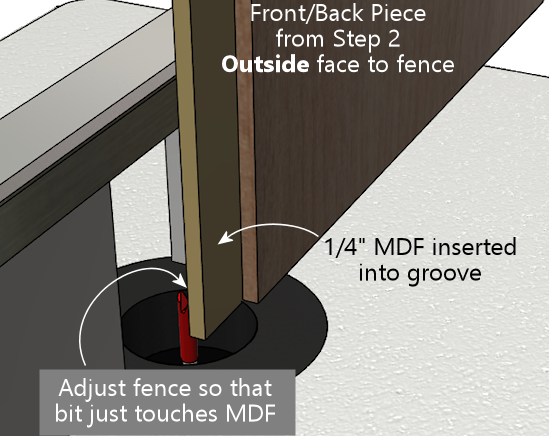 Front/Back Piece
from Step 2
Outside face to fence
1/4" MDF inserted
into groove
Adjust fence so that
bit just touches MDF